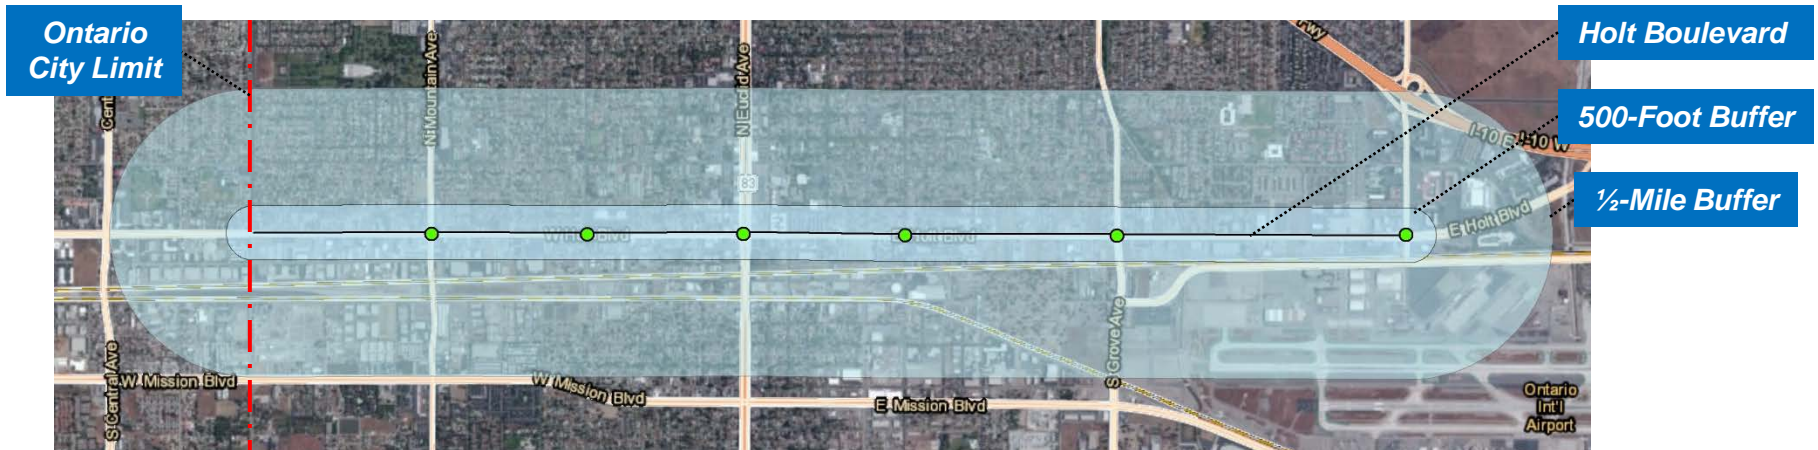 Ontario
City Limit
Holt Boulevard
500-Foot Buffer
½-Mile Buffer
Fwy
Cent
N Mountain Ave
N Euclid Ave
83
I-10 E
I-10 W
W Holt Blvd
E Holt Blvd
E Holt Blvd
S Central Ave
W Mission Blvd
W Mission Blvd
E Mission Blvd
S Grove Ave
Ontario
Int'l
Airport